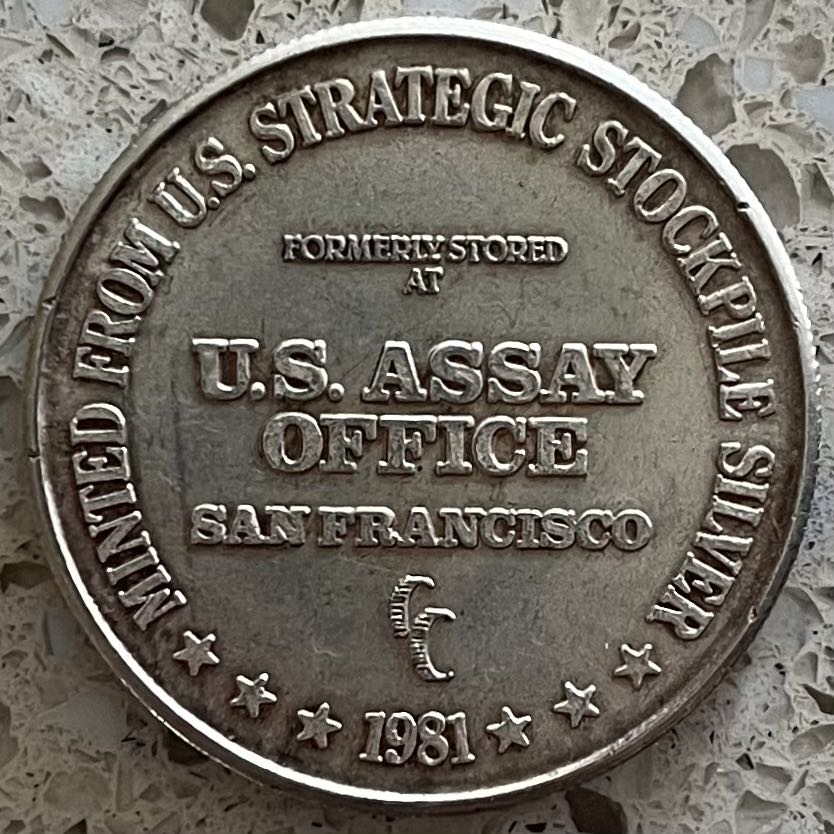 MINTED FROM U.S. STRATEGIC STOCKPILE SILVER
FORMERLY STORED
AT
U.S. ASSAY
OFFICE
SAN FRANCISCO
1981